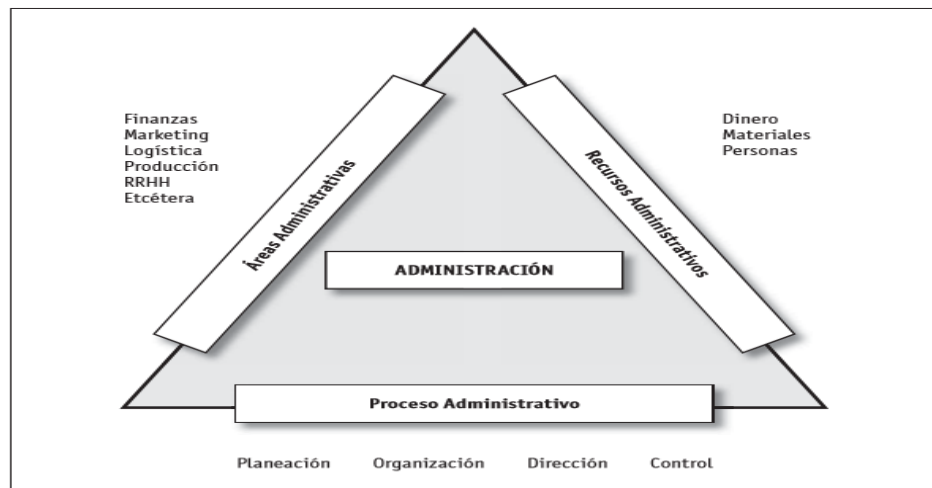 Finanzas
Marketing
Logística
Producción
RRHH
Etcétera
Áreas Administrativas
Dinero
Materiales
Personas
Recursos Administrativos
ADMINISTRACIÓN
Proceso Administrativo
Planeación Organización Dirección Control